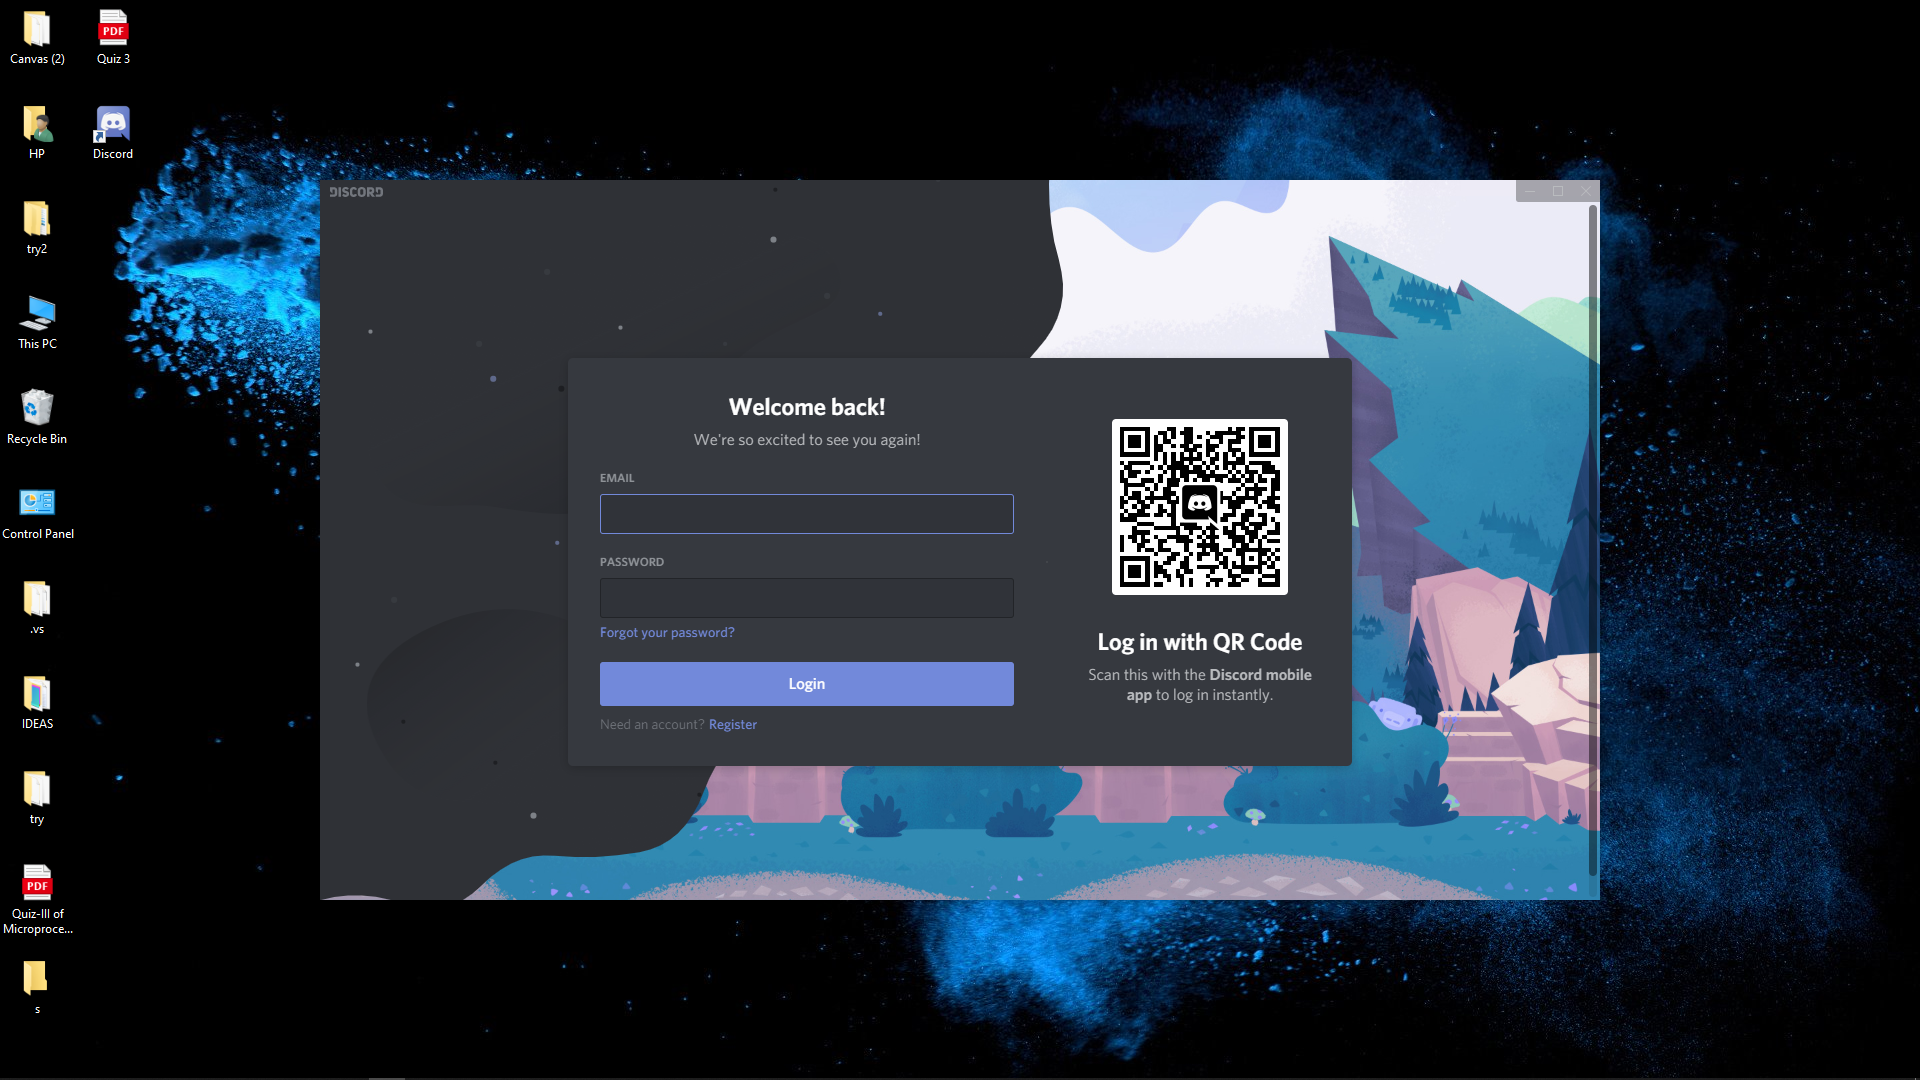 Canvas (2)
Quiz 3
HP
Discord
try2
This PC
Recycle Bin
Control Panel
.vs
IDEAS
try
Quiz-III of
Microproce...
s
PDF
PDF
DISCORD
Welcome back!
We're so excited to see you again!
EMAIL
PASSWORD
Forgot your password?
Login
Need an account? Register
Log in with QR Code
Scan this with the Discord mobile
app to log in instantly.